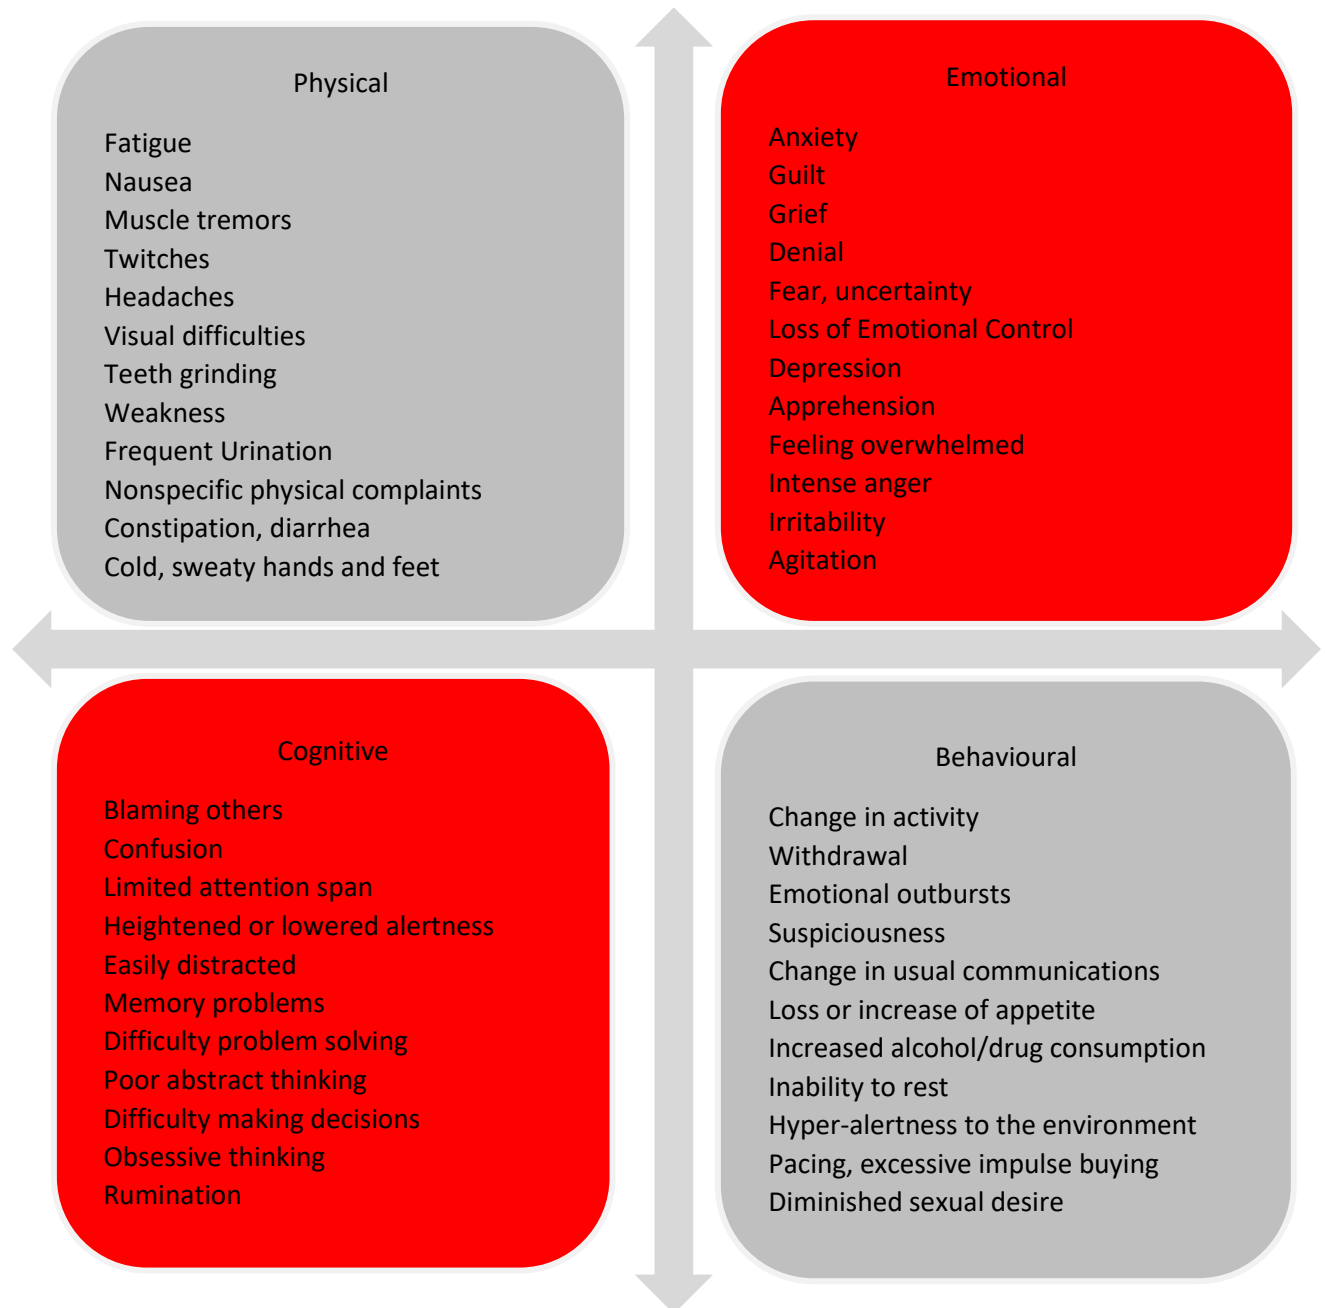 Physical
Fatigue
Nausea
Muscle tremors
Twitches
Headaches
Visual difficulties
Teeth grinding
Weakness
Frequent Urination
Nonspecific physical complaints
Constipation, diarrhea
Cold, sweaty hands and feet
Emotional
Anxiety
Guilt
Grief
Denial
Fear, uncertainty
Loss of Emotional Control
Depression
Apprehension
Feeling overwhelmed
Intense anger
Irritability
Agitation
Cognitive
Blaming others
Confusion
Limited attention span
Heightened or lowered alertness
Easily distracted
Memory problems
Difficulty problem solving
Poor abstract thinking
Difficulty making decisions
Obsessive thinking
Rumination
Behavioural
Change in activity
Withdrawal
Emotional outbursts
Suspiciousness
Change in usual communications
Loss or increase of appetite
Increased alcohol/drug consumption
Inability to rest
Hyper-alertness to the environment
Pacing, excessive impulse buying
Diminished sexual desire